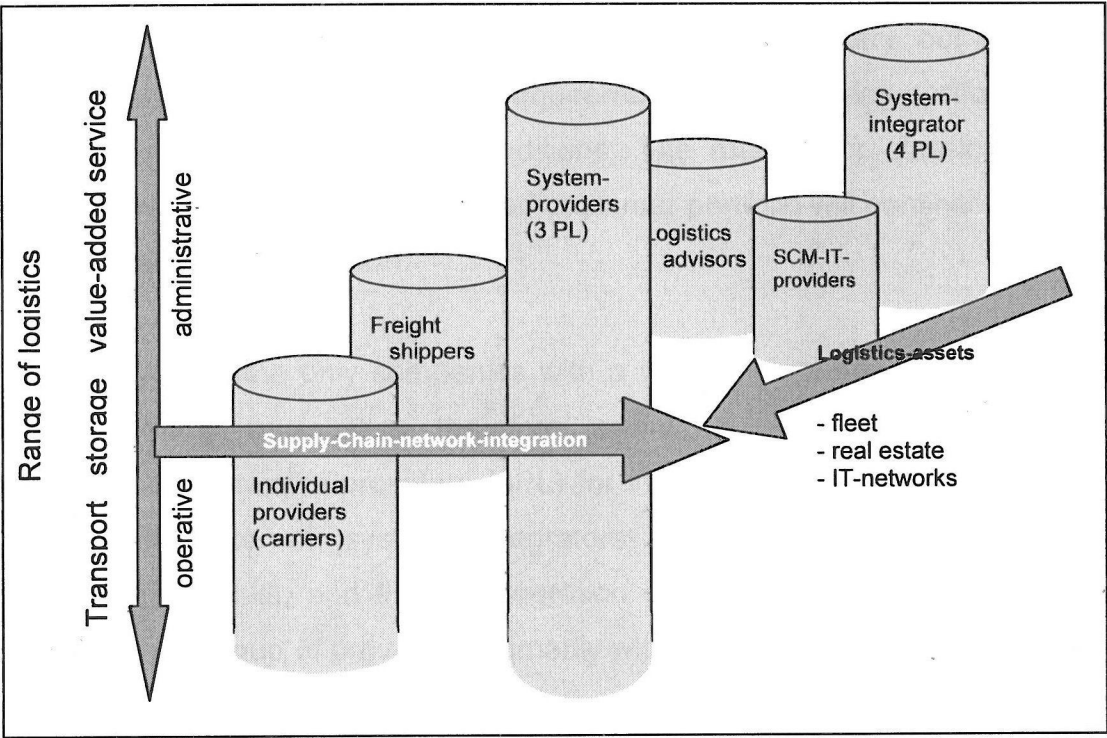 Range of logistics
Transport   storage   value-added service
operative
administrative
Individual
providers
(carriers)
Freight
shippers
System-
providers
(3 PL)
Logistics
advisors
SCM-IT-
providers
System-
integrator
(4 PL)
Supply-Chain-network-integration
Logistics-assets
- fleet
- real estate
- IT-networks